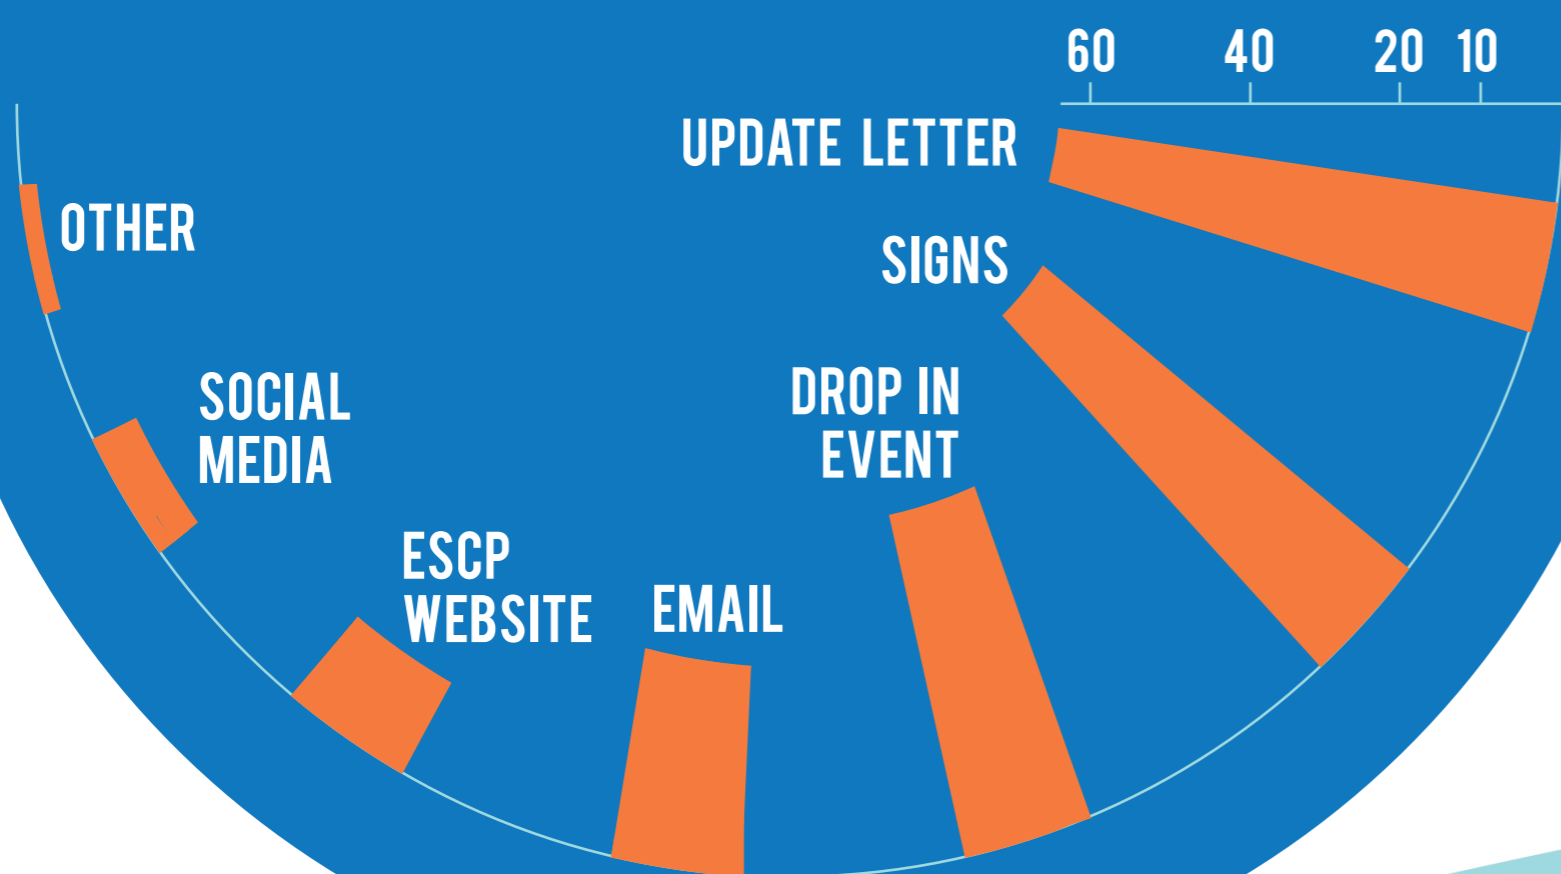 60 40 20 10
UPDATE LETTER
OTHER
SIGNS
SOCIAL
MEDIA
DROP IN
EVENT
ESCP
WEBSITE
EMAIL